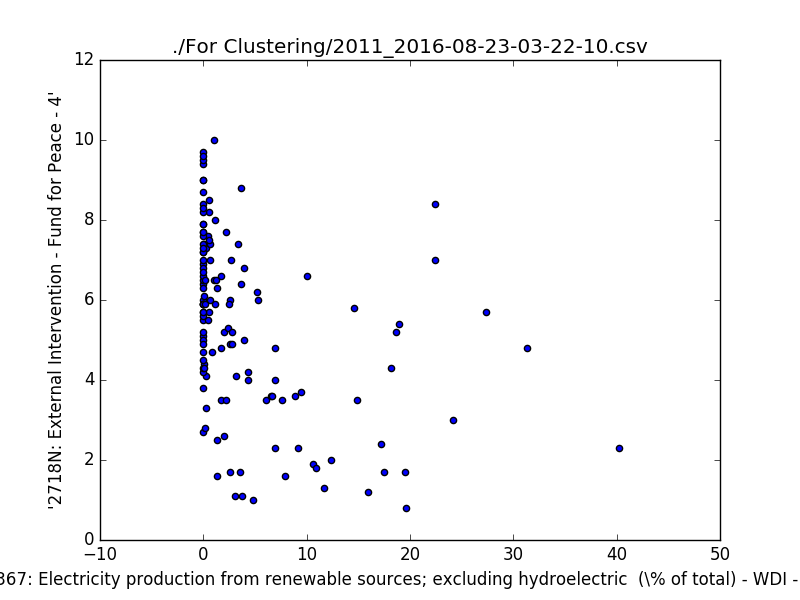 ./For Clustering/2011_2016-08-23-03-22-10.csv
'2718N: External Intervention - Fund for Peace - 4'
12
10
8
6
4
2
0
−10 0 10 20 30 40 50
367: Electricity production from renewable sources; excluding hydroelectric (\% of total) - WDI -